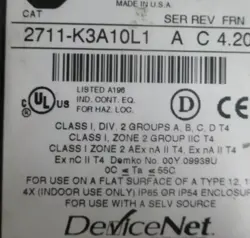 MADE IN U.S.A.
CAT SER REV FRN
2711-K3A10L1 A C 4.20
LISTED A196
IND. CONT. EQ.
FOR HAZ. LOC.
c UL US D CE
CLASS I, DIV. 2 GROUPS A, B, C, D T4
CLASS I, ZONE 2 GROUP IIC T4
CLASS I ZONE 2 AEx nA II T4, Ex nA II T4
Ex nC II T4 Demko No. 00Y 09938U
0C ≤ Ta ≤ 55C
FOR USE ON A FLAT SURFACE OF A TYPE 12, 1
4X (INDOOR USE ONLY) IP65 OR IP54 ENCLOSUR
FOR USE WITH A SELV SOURCE
DeviceNet.